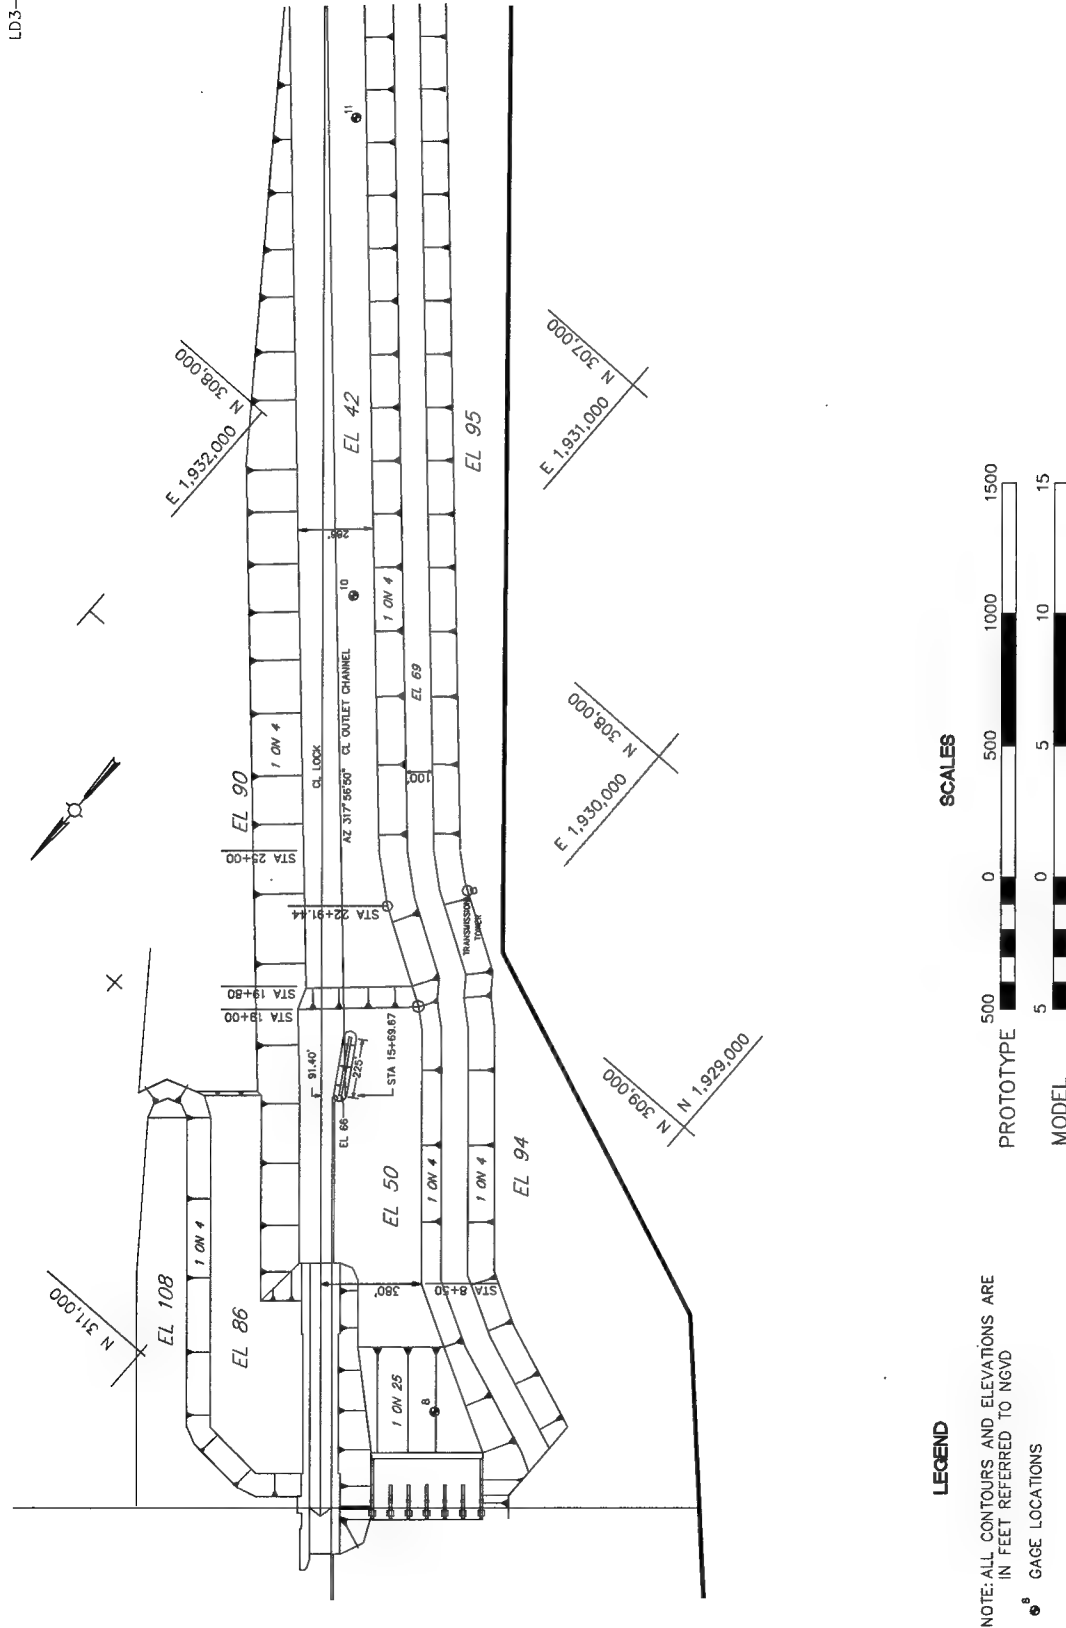 LD3-
11
N 308,000
E 1,932,000
N 307,000
E 1,931,000
EL 42
EL 95
286'
10
1 ON 4
EL 69
1 ON 4
CL LOCK
AZ 317° 56'50" CL OUTLET CHANNEL
100'
EL 90
STA 25+00
N 308,000
E 1,930,000
STA 22+91.44
TRANSMISSION
TOWER
STA 19+80
STA 19+00
91.40'
225'
STA 15+69.67
EL 66
N 309,000
N 1,929,000
EL 50
1 ON 4
1 ON 4
EL 94
1 ON 4
EL 108
EL 86
N 311,000
380'
STA 8+50
1 ON 25
8
SCALES
PROTOTYPE
500 0 500 1000 1500
MODEL
5 0 5 10 15
LEGEND
NOTE: ALL CONTOURS AND ELEVATIONS ARE
IN FEET REFERRED TO NGVD
8 GAGE LOCATIONS